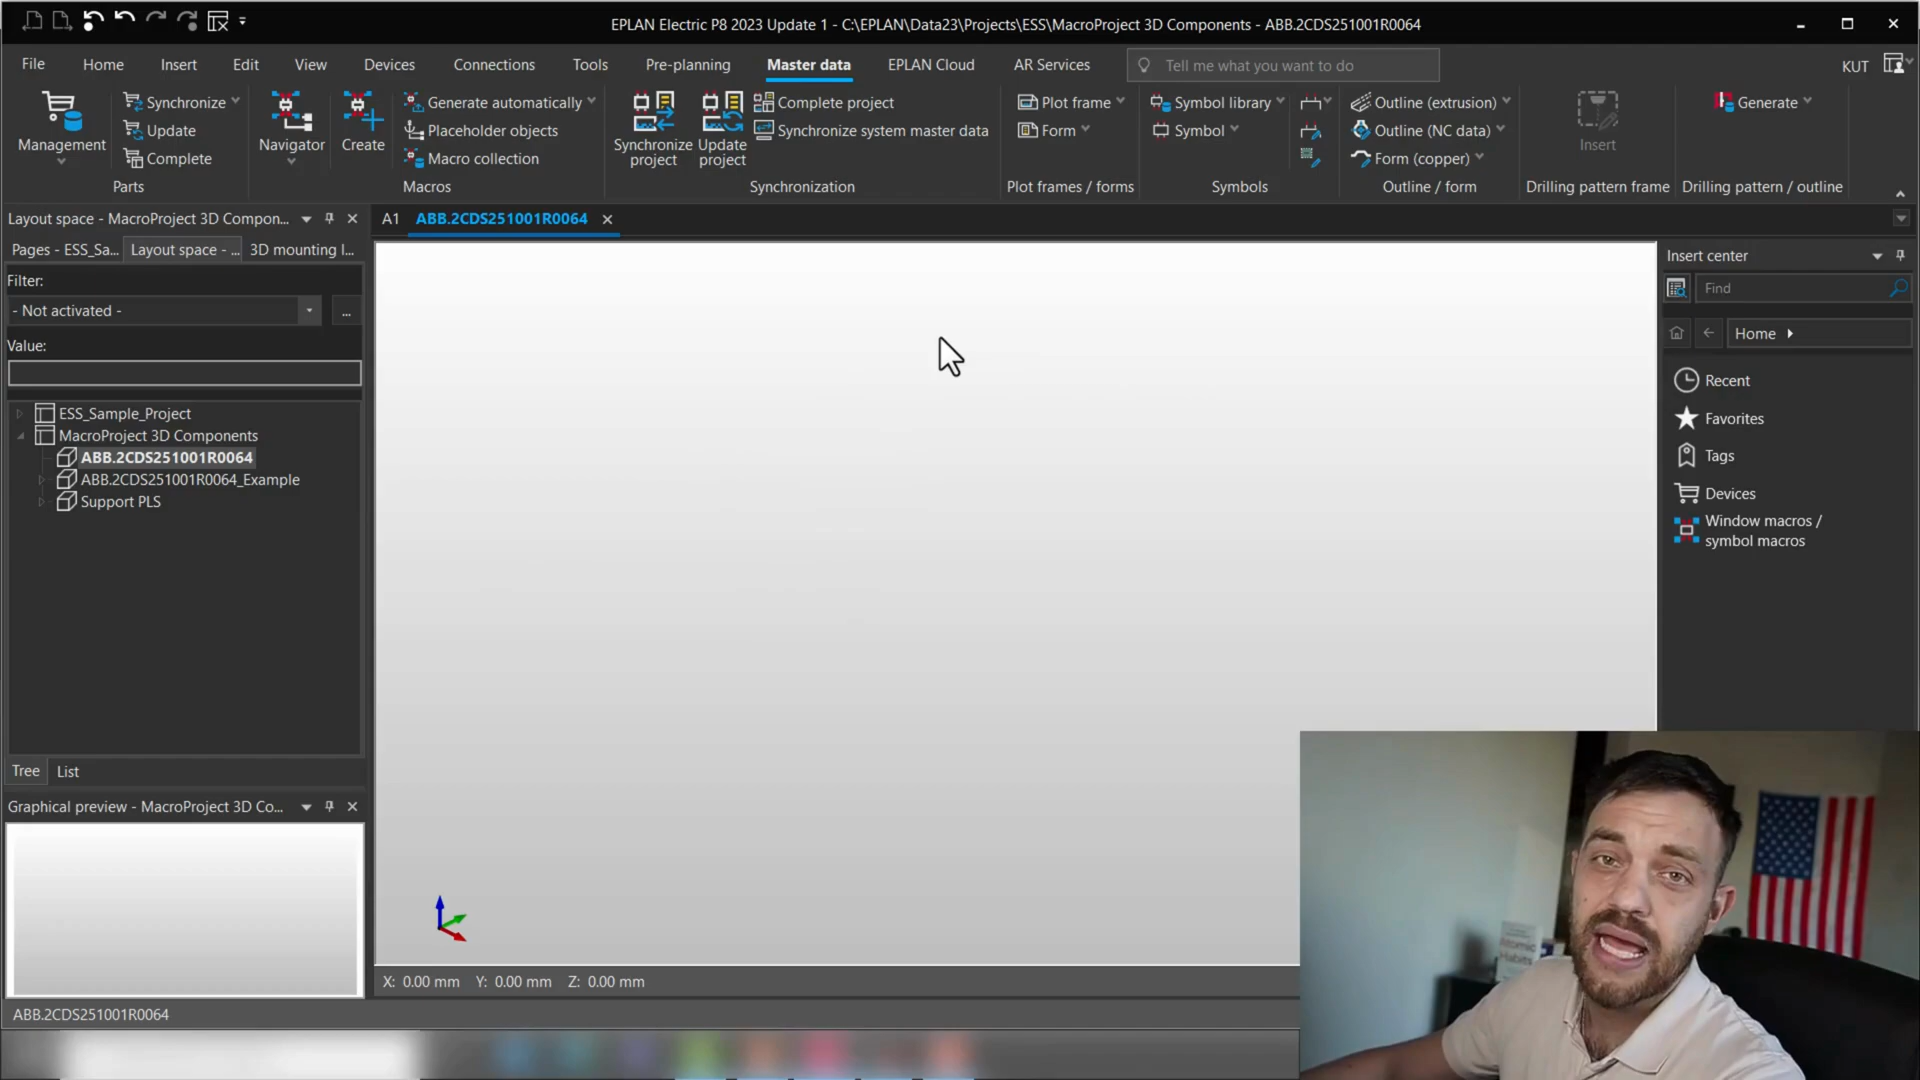 EPLAN Electric P8 2023 Update 1 - C:\EPLAN\Data23\Projects\ESS\MacroProject 3D Components - ABB.2CDS251001R0064
File Home Insert Edit View Devices Connections Tools Pre-planning Master data EPLAN Cloud AR Services Tell me what you want to do KUT
Management
Synchronize
Update
Complete
Parts
Navigator
Create
Generate automatically
Placeholder objects
Macro collection
Macros
Synchronize
project
Update
project
Complete project
Synchronize system master data
Synchronization
Plot frame
Form
Plot frames / forms
Symbol library
Symbol
Symbols
Outline (extrusion)
Outline (NC data)
Form (copper)
Outline / form
Insert
Drilling pattern frame
Generate
Drilling pattern / outline
Layout space - MacroProject 3D Compon...
Pages - ESS_Sa... Layout space - ... 3D mounting l...
Filter:
- Not activated -
...
Value:
ESS_Sample_Project
MacroProject 3D Components
ABB.2CDS251001R0064
ABB.2CDS251001R0064_Example
Support PLS
Tree List
Graphical preview - MacroProject 3D Co...
ABB.2CDS251001R0064
A1 ABB.2CDS251001R0064
X: 0.00 mm Y: 0.00 mm Z: 0.00 mm
Insert center
Find
Home
Recent
Favorites
Tags
Devices
Window macros /
symbol macros
Atomic
Habits